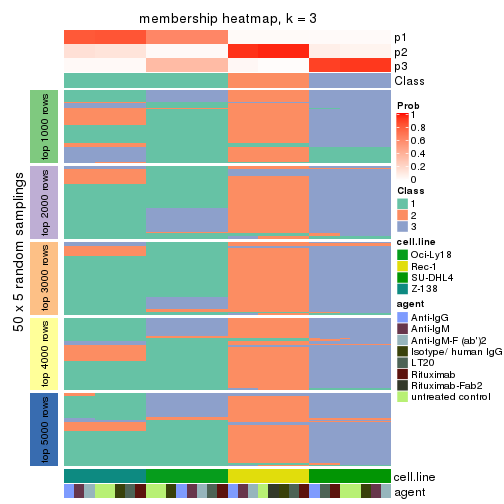 membership heatmap, k = 3
p1
p2
p3
Class
50 x 5 random samplings
top 1000 rows
top 2000 rows
top 3000 rows
top 4000 rows
top 5000 rows
cell.line
agent
Prob
1
0.8
0.6
0.4
0.2
0
Class
1
2
3
cell.line
Oci-Ly18
Rec-1
SU-DHL4
Z-138
agent
Anti-IgG
Anti-IgM
Anti-IgM-F (ab')2
Isotype/ human IgG
LT20
Rituximab
Rituximab-Fab2
untreated control